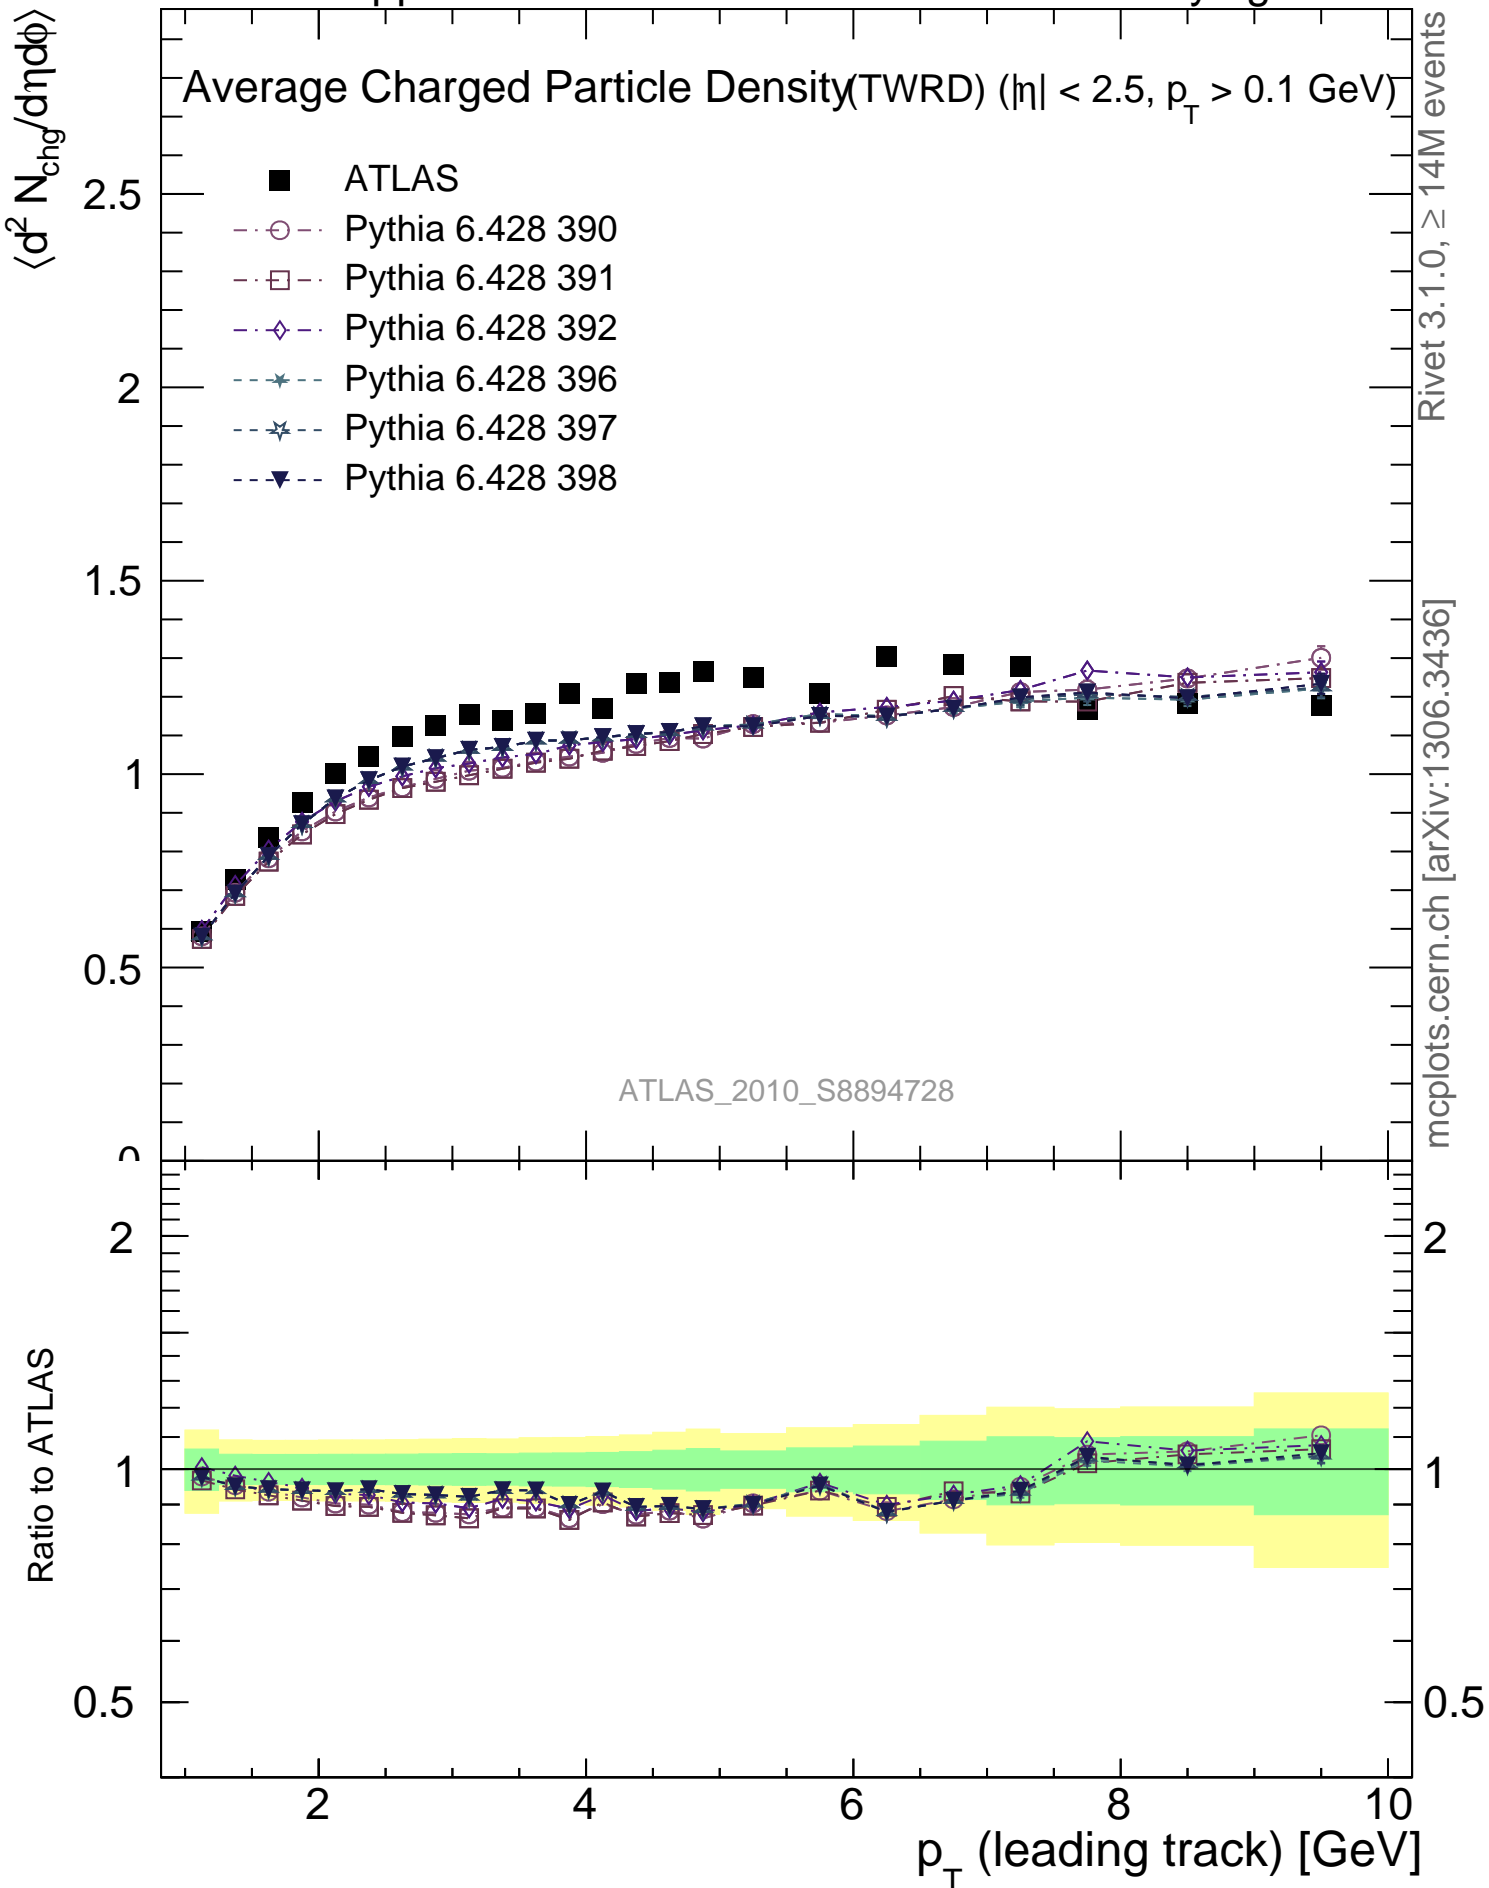 Average Charged Particle Density(TWRD) (|η| < 2.5, p_T > 0.1 GeV)
⟨d² N_chg/dηdϕ⟩
ATLAS
Pythia 6.428 390
Pythia 6.428 391
Pythia 6.428 392
Pythia 6.428 396
Pythia 6.428 397
Pythia 6.428 398
2.5
2
1.5
1
0.5
0
ATLAS_2010_S8894728
Rivet 3.1.0, ≥ 14M events
mcplots.cern.ch [arXiv:1306.3436]
Ratio to ATLAS
2
1
0.5
2
1
0.5
2 4 6 8 10
p_T (leading track) [GeV]